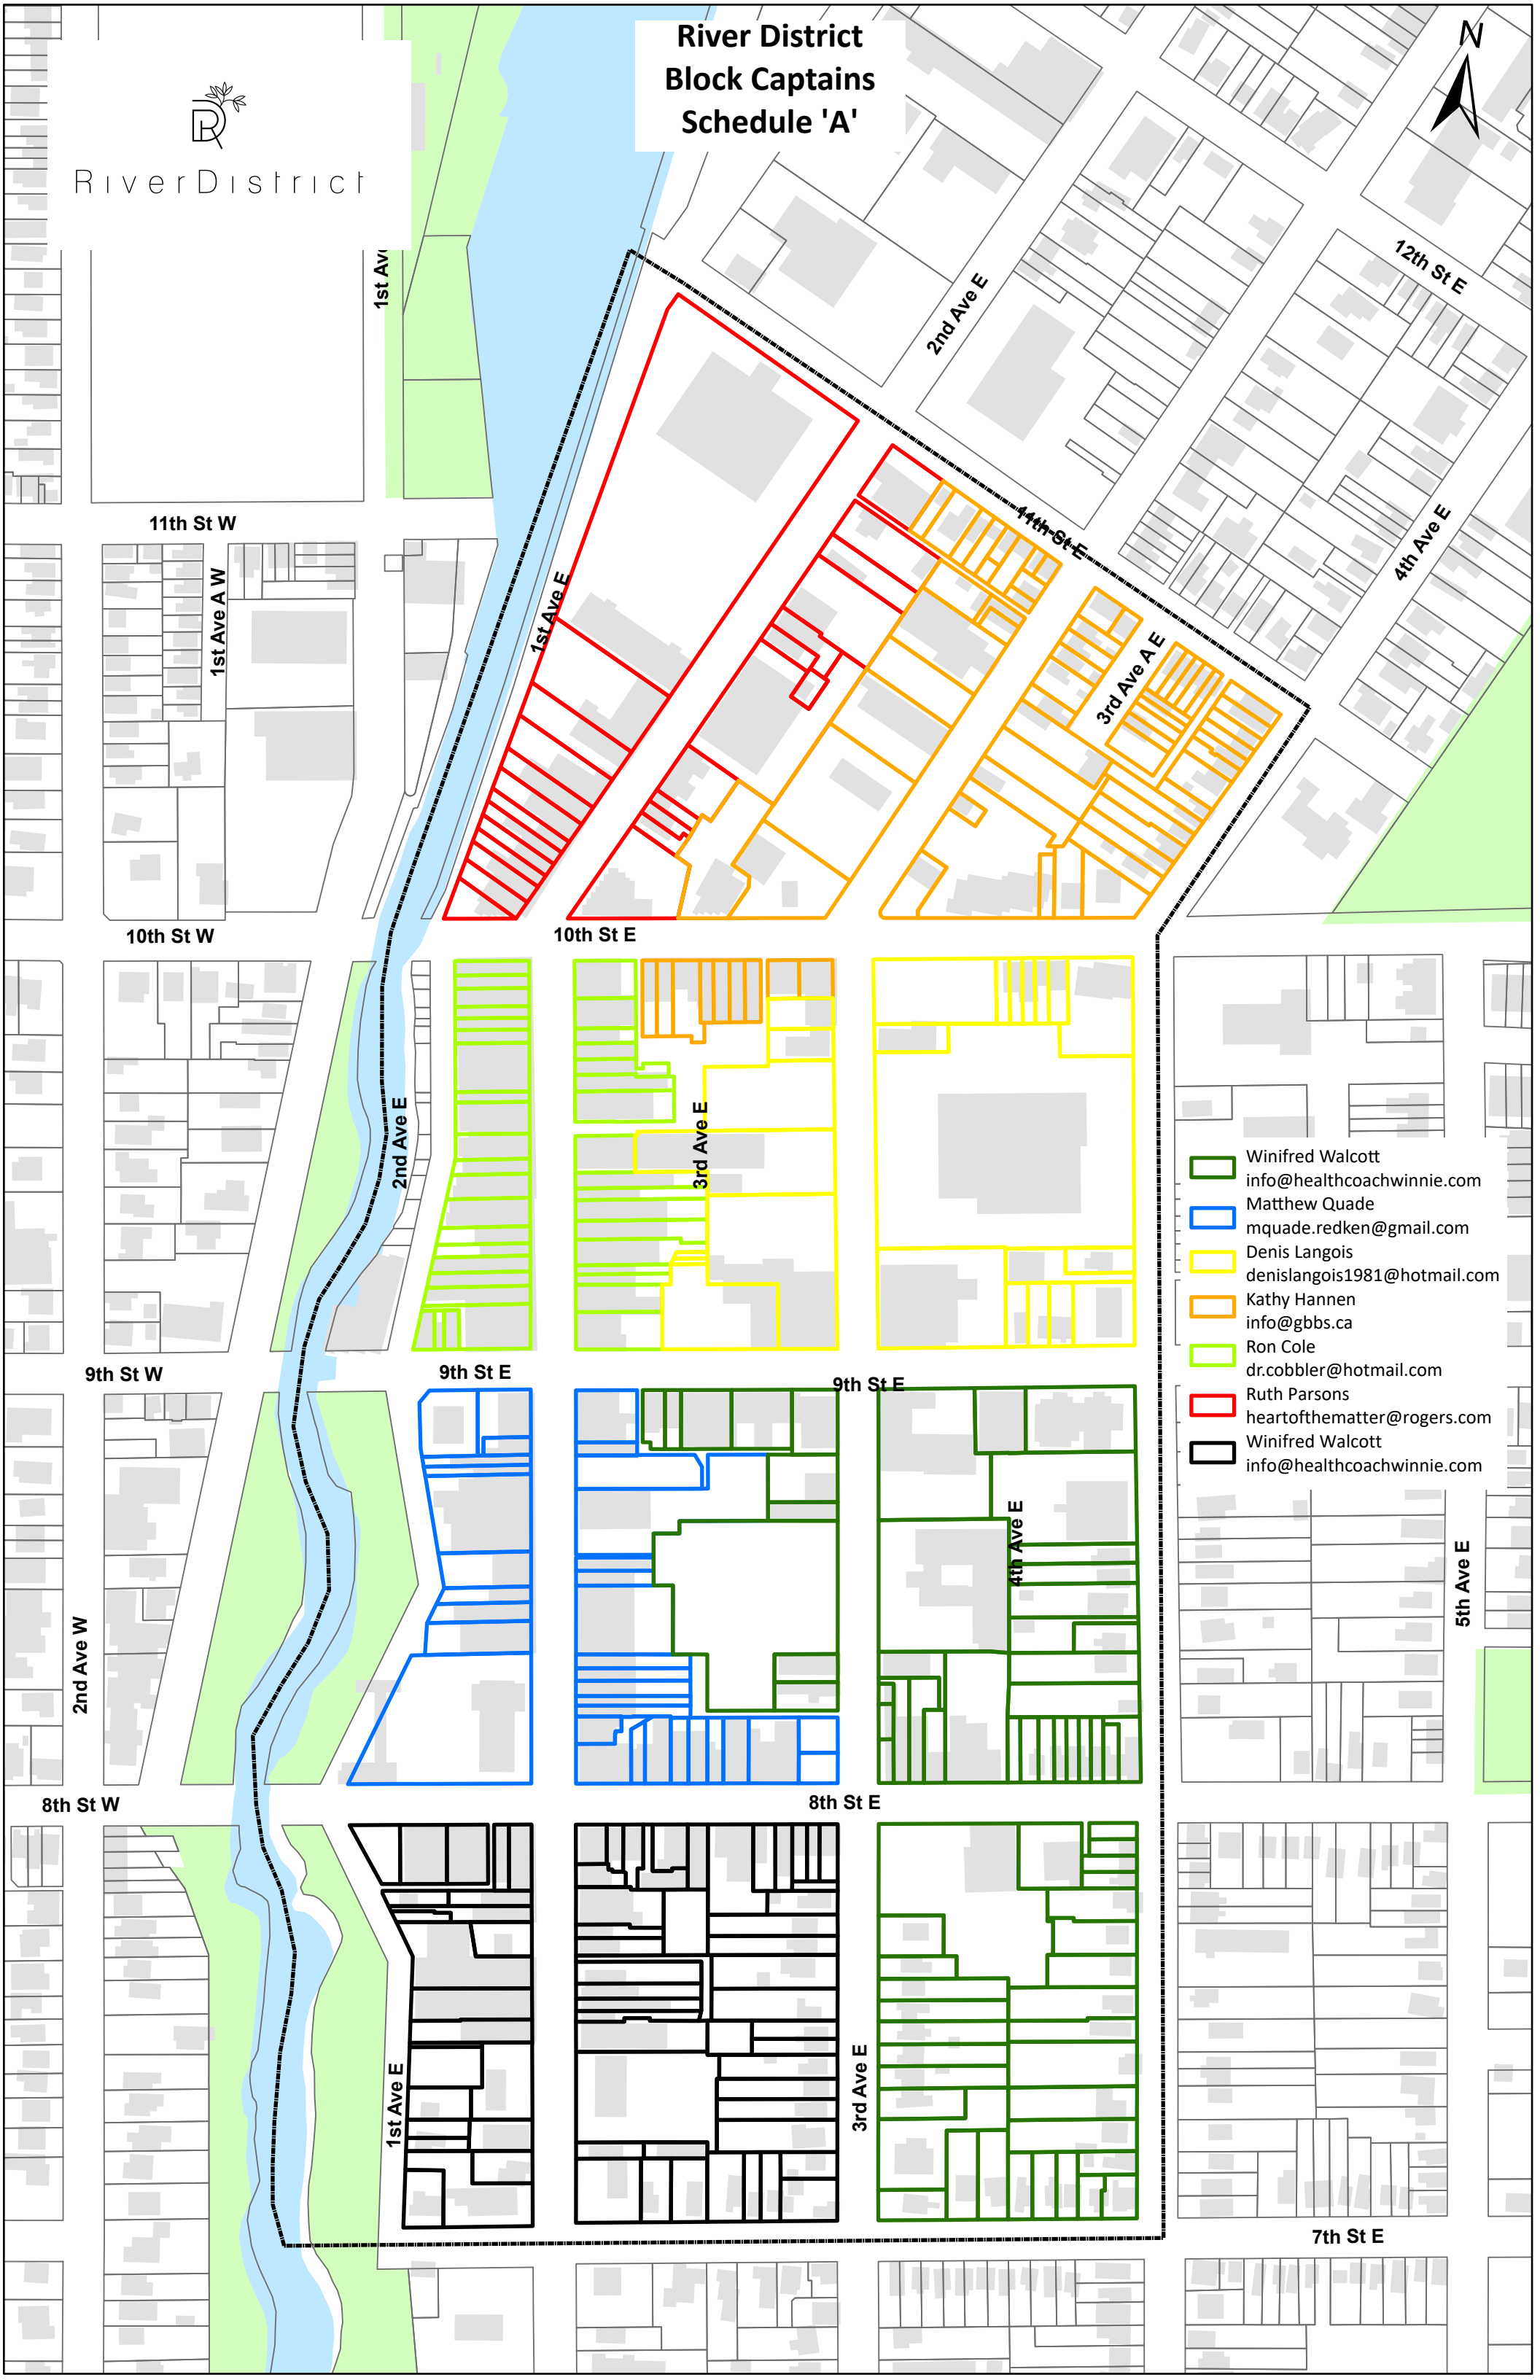 River District
Block Captains
Schedule 'A'
N
RiverDistrict
1st Ave
12th St E
2nd Ave E
11th St W
11th St E
4th Ave E
1st Ave A W
1st Ave E
3rd Ave A E
10th St W
10th St E
2nd Ave E
3rd Ave E
Winifred Walcott
info@healthcoachwinnie.com
Matthew Quade
mquade.redken@gmail.com
Denis Langois
denislangois1981@hotmail.com
Kathy Hannen
info@gbbs.ca
Ron Cole
dr.cobbler@hotmail.com
Ruth Parsons
heartofthematter@rogers.com
Winifred Walcott
info@healthcoachwinnie.com
9th St W
9th St E
9th St E
4th Ave E
5th Ave E
2nd Ave W
8th St W
8th St E
1st Ave E
3rd Ave E
7th St E